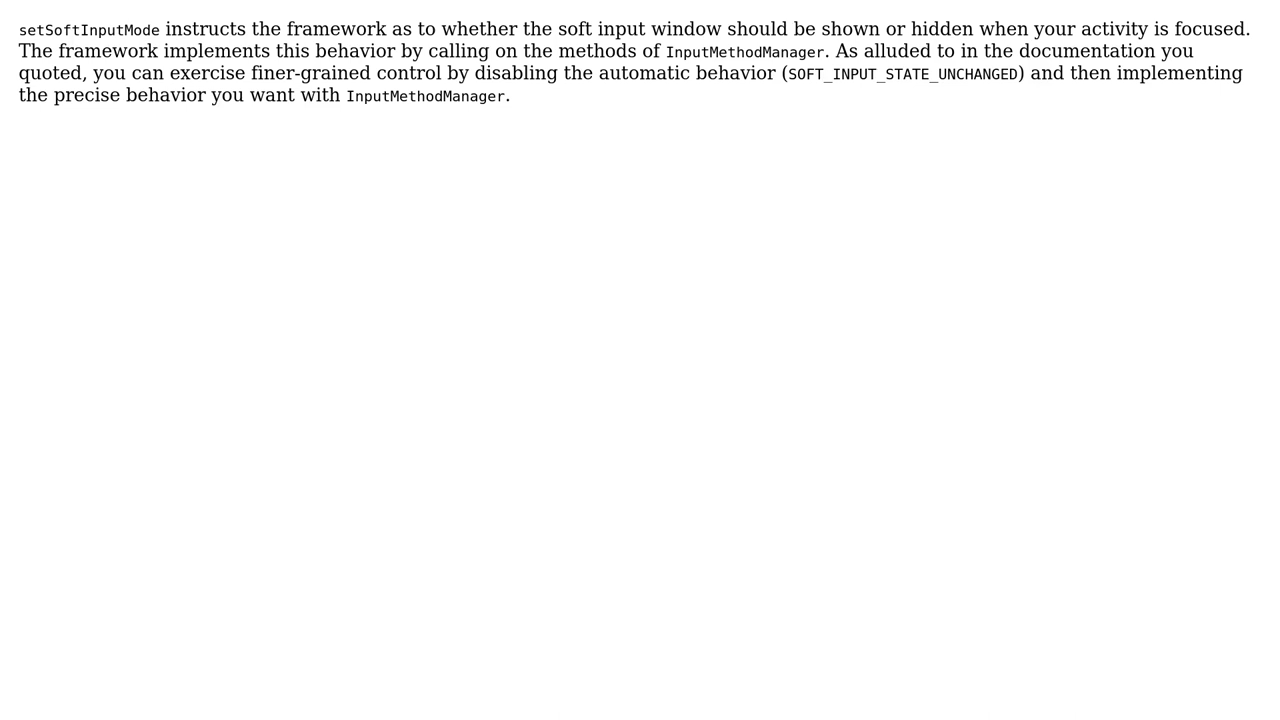 setSoftInputMode instructs the framework as to whether the soft input window should be shown or hidden when your activity is focused.
The framework implements this behavior by calling on the methods of InputMethodManager. As alluded to in the documentation you
quoted, you can exercise finer-grained control by disabling the automatic behavior (SOFT_INPUT_STATE_UNCHANGED) and then implementing
the precise behavior you want with InputMethodManager.